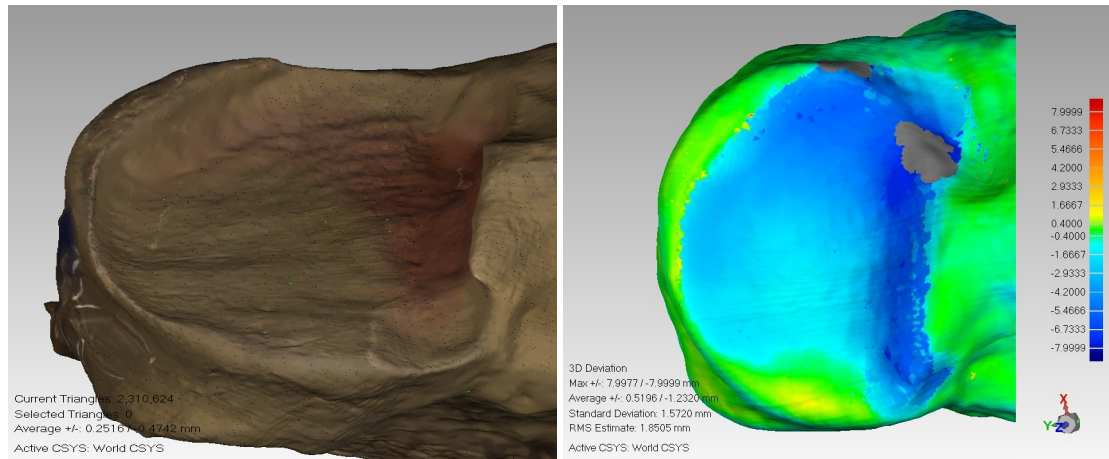 Current Triangles: 2,310,624
Selected Triangles: 0
Average +/-: 0.2516 / -0.4742 mm
Active CSYS: World CSYS
3D Deviation
Max +/-: 7.9977 / -7.9999 mm
Average +/-: 0.5196 / -1.2320 mm
Standard Deviation: 1.5720 mm
RMS Estimate: 1.8505 mm
Active CSYS: World CSYS
7.9999
6.7333
5.4666
4.2000
2.9333
1.6667
0.4000
-0.4000
-1.6667
-2.9333
-4.2000
-5.4666
-6.7333
-7.9999
X
Y
Z